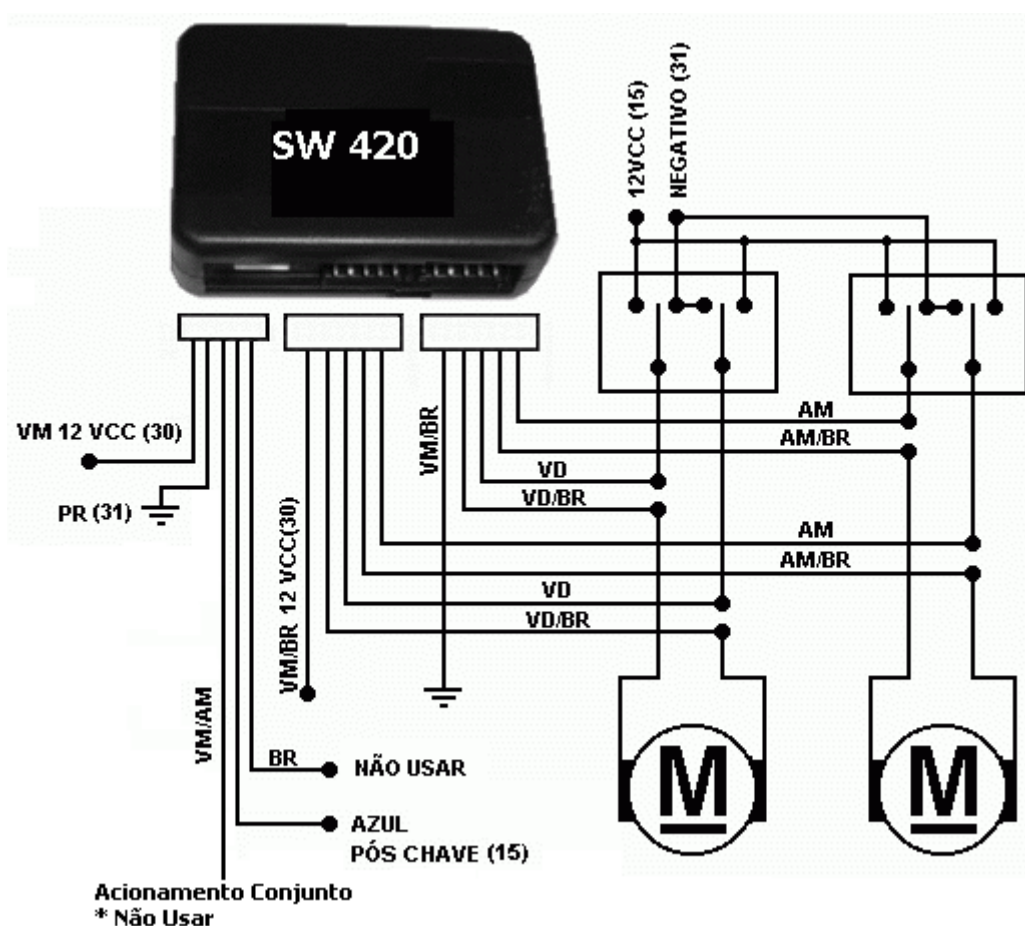 SW 420
12VCC (15)
NEGATIVO (31)
VM 12 VCC (30)
PR (31)
VM/BR
AM
AM/BR
VD
VD/BR
AM
AM/BR
VD
VD/BR
VM/BR 12 VCC(30)
VM/AM
BR
NÃO USAR
AZUL
PÓS CHAVE (15)
M
M
Acionamento Conjunto
* Não Usar